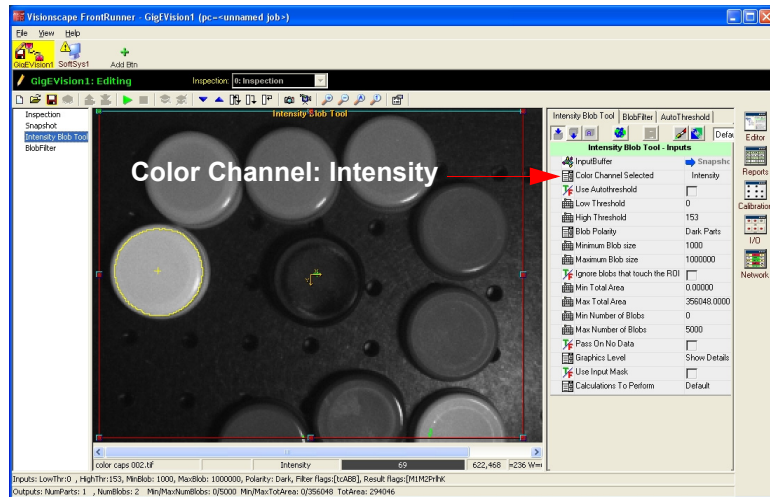 Visionscape FrontRunner - GigEVision1 (pc=<unnamed job>)
File View Help
GigEVision1 SoftSys1 Add Btn
GigEVision1: Editing Inspection: 0: Inspection
Inspection
Snapshot
Intensity Blob Tool
BlobFilter
Intensity Blob Tool
Color Channel: Intensity
Intensity Blob Tool BlobFilter AutoThreshold
Defau
Intensity Blob Tool - Inputs
InputBuffer Snapsho
Color Channel Selected Intensity
Use Autothreshold
Low Threshold 0
High Threshold 153
Blob Polarity Dark Parts
Minimum Blob size 1000
Maximum Blob size 1000000
Ignore blobs that touch the ROI
Min Total Area 0.00000
Max Total Area 356048.0000
Min Number of Blobs 0
Max Number of Blobs 5000
Pass On No Data
Graphics Level Show Details
Use Input Mask
Calculations To Perform Default
Editor
Reports
Calibration
I/O
Network
color caps 002.tif Intensity 69 622,468 =236 W=
Inputs: LowThr:0 , HighThr:153, MinBlob: 1000, MaxBlob: 1000000, Polarity: Dark, Filter flags:[tcABB], Result flags:[M1M2PrlhK
Outputs: NumParts: 1 , NumBlobs: 2 Min/MaxNumBlobs: 0/5000 Min/MaxTotArea: 0/356048 TotArea: 294046